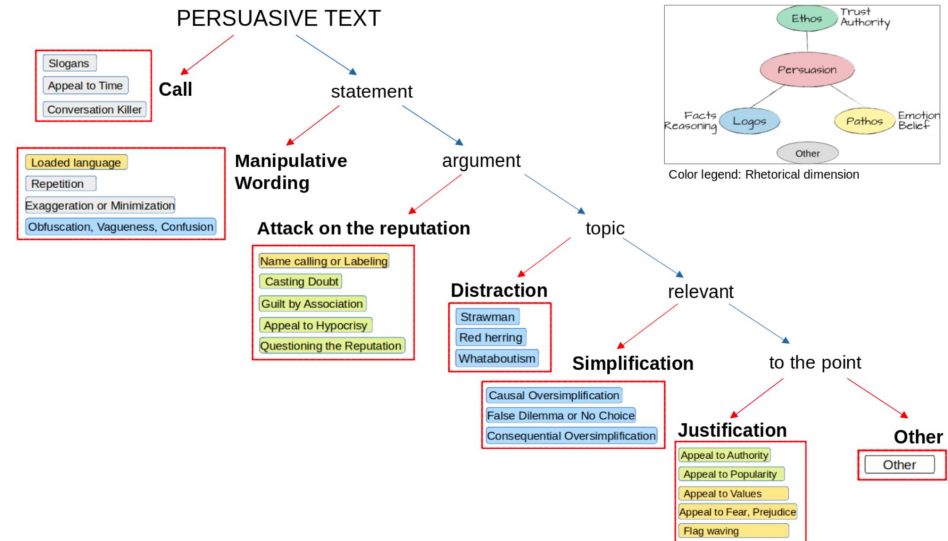 PERSUASIVE TEXT
Slogans
Appeal to Time
Conversation Killer
Call
statement
Loaded language
Repetition
Exaggeration or Minimization
Obfuscation, Vagueness, Confusion
Manipulative
Wording
argument
Attack on the reputation
Name calling or Labeling
Casting Doubt
Guilt by Association
Appeal to Hypocrisy
Questioning the Reputation
topic
Distraction
Strawman
Red herring
Whataboutism
relevant
Simplification
Causal Oversimplification
False Dilemma or No Choice
Consequential Oversimplification
to the point
Justification
Appeal to Authority
Appeal to Popularity
Appeal to Values
Appeal to Fear, Prejudice
Flag waving
Other
Other
Ethos
Trust
Authority
Persuasion
Facts
Reasoning
Logos
Pathos
Emotion
Belief
Other
Color legend: Rhetorical dimension